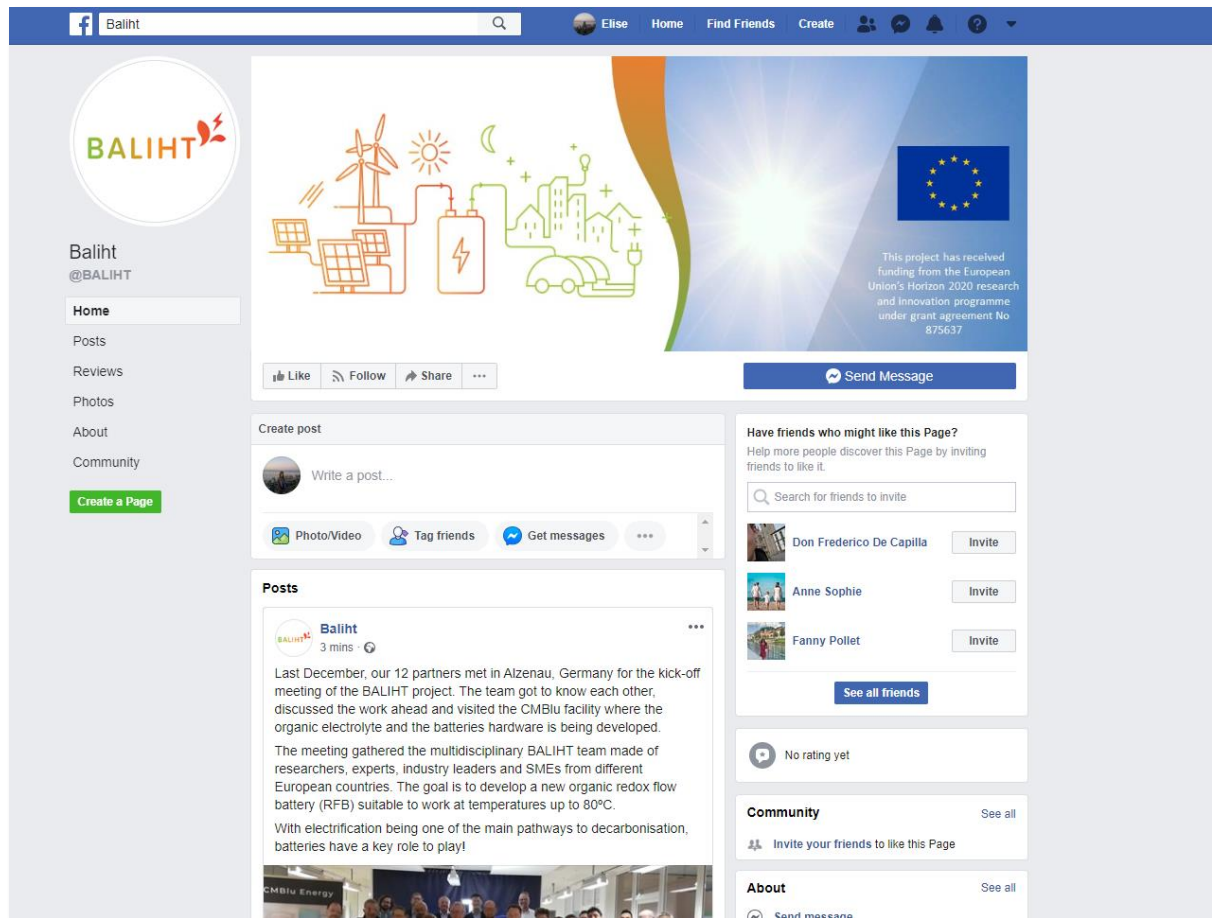 Baliht
Elise
Home
Find Friends
Create
BALIHT
Baliht
@BALIHT
Home
Posts
Reviews
Photos
About
Community
Create a Page
This project has received
funding from the European
Union's Horizon 2020 research
and innovation programme
under grant agreement No
875637
Like
Follow
Share
Send Message
Create post
Write a post...
Photo/Video
Tag friends
Get messages
Posts
BALIHT
Baliht
3 mins ·
Last December, our 12 partners met in Alzenau, Germany for the kick-off
meeting of the BALIHT project. The team got to know each other,
discussed the work ahead and visited the CMBlu facility where the
organic electrolyte and the batteries hardware is being developed.
The meeting gathered the multidisciplinary BALIHT team made of
researchers, experts, industry leaders and SMEs from different
European countries. The goal is to develop a new organic redox flow
battery (RFB) suitable to work at temperatures up to 80ºC.
With electrification being one of the main pathways to decarbonisation,
batteries have a key role to play!
CMBlu Energy
Have friends who might like this Page?
Help more people discover this Page by inviting
friends to like it.
Search for friends to invite
Don Frederico De Capilla
Invite
Anne Sophie
Invite
Fanny Pollet
Invite
See all friends
No rating yet
Community
See all
Invite your friends to like this Page
About
See all
Send message